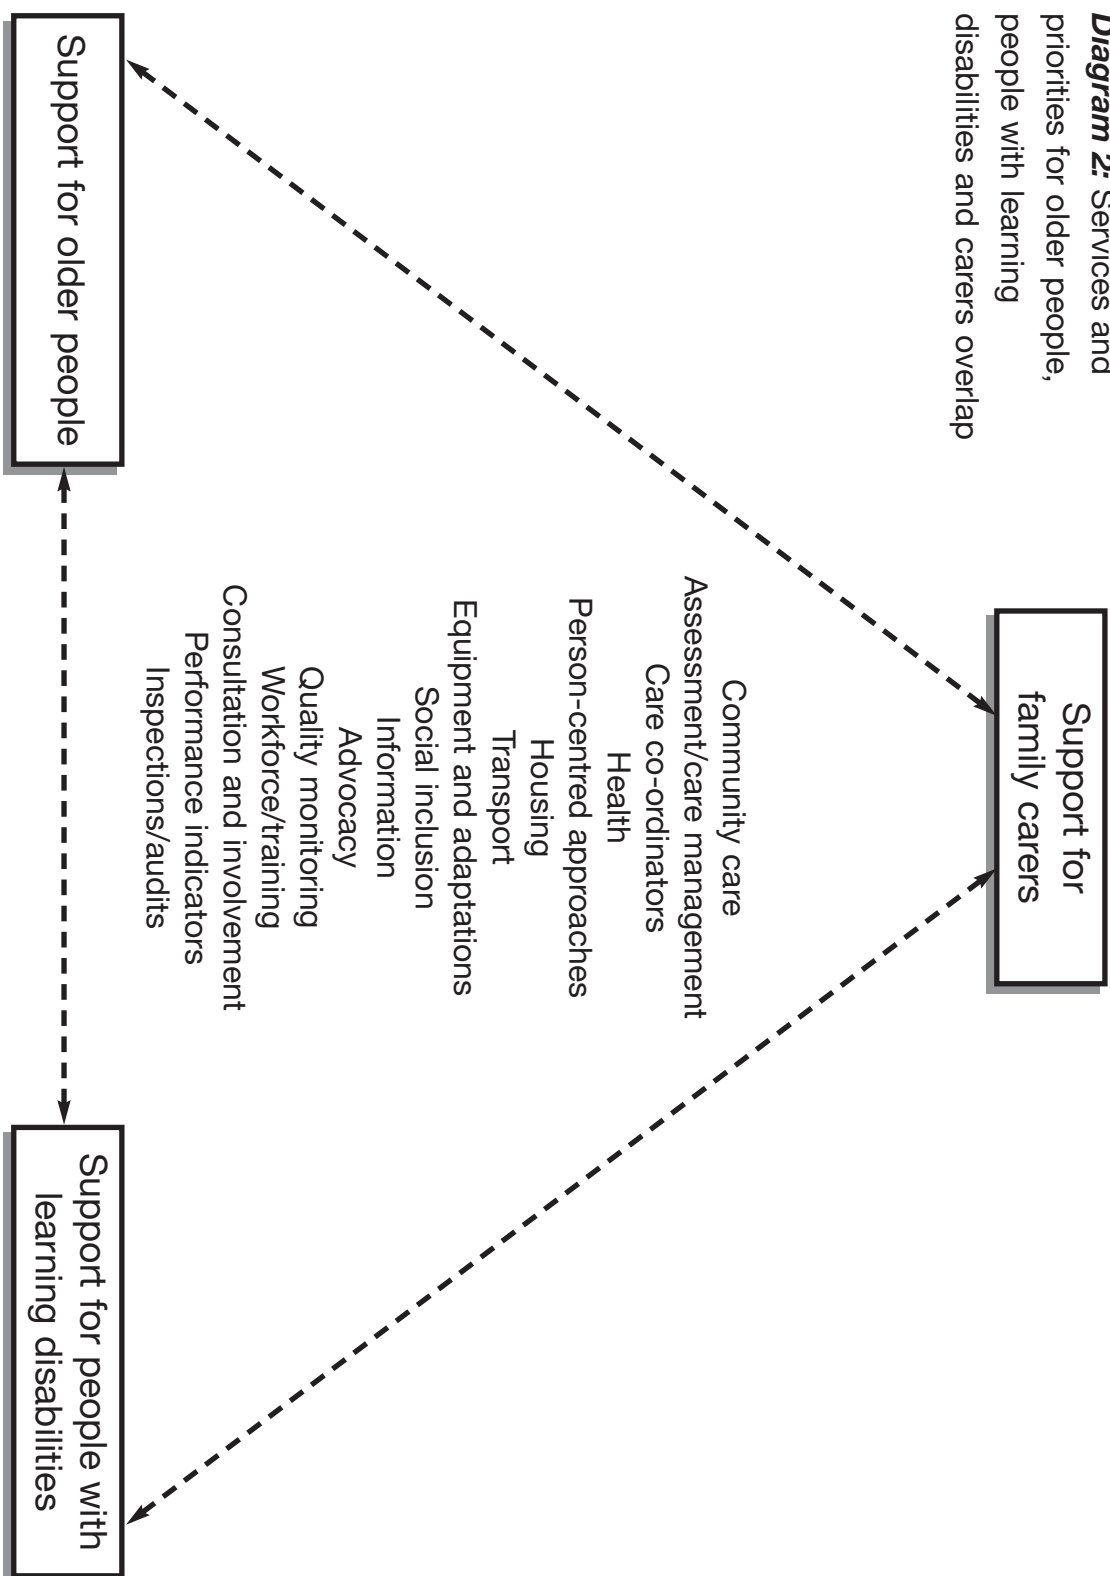 Diagram 2: Services and
priorities for older people,
people with learning
disabilities and carers overlap
Support for
family carers
Community care
Assessment/care management
Care co-ordinators
Health
Person-centred approaches
Housing
Transport
Equipment and adaptations
Social inclusion
Information
Advocacy
Quality monitoring
Workforce/training
Consultation and involvement
Performance indicators
Inspections/audits
Support for older people
Support for people with
learning disabilities